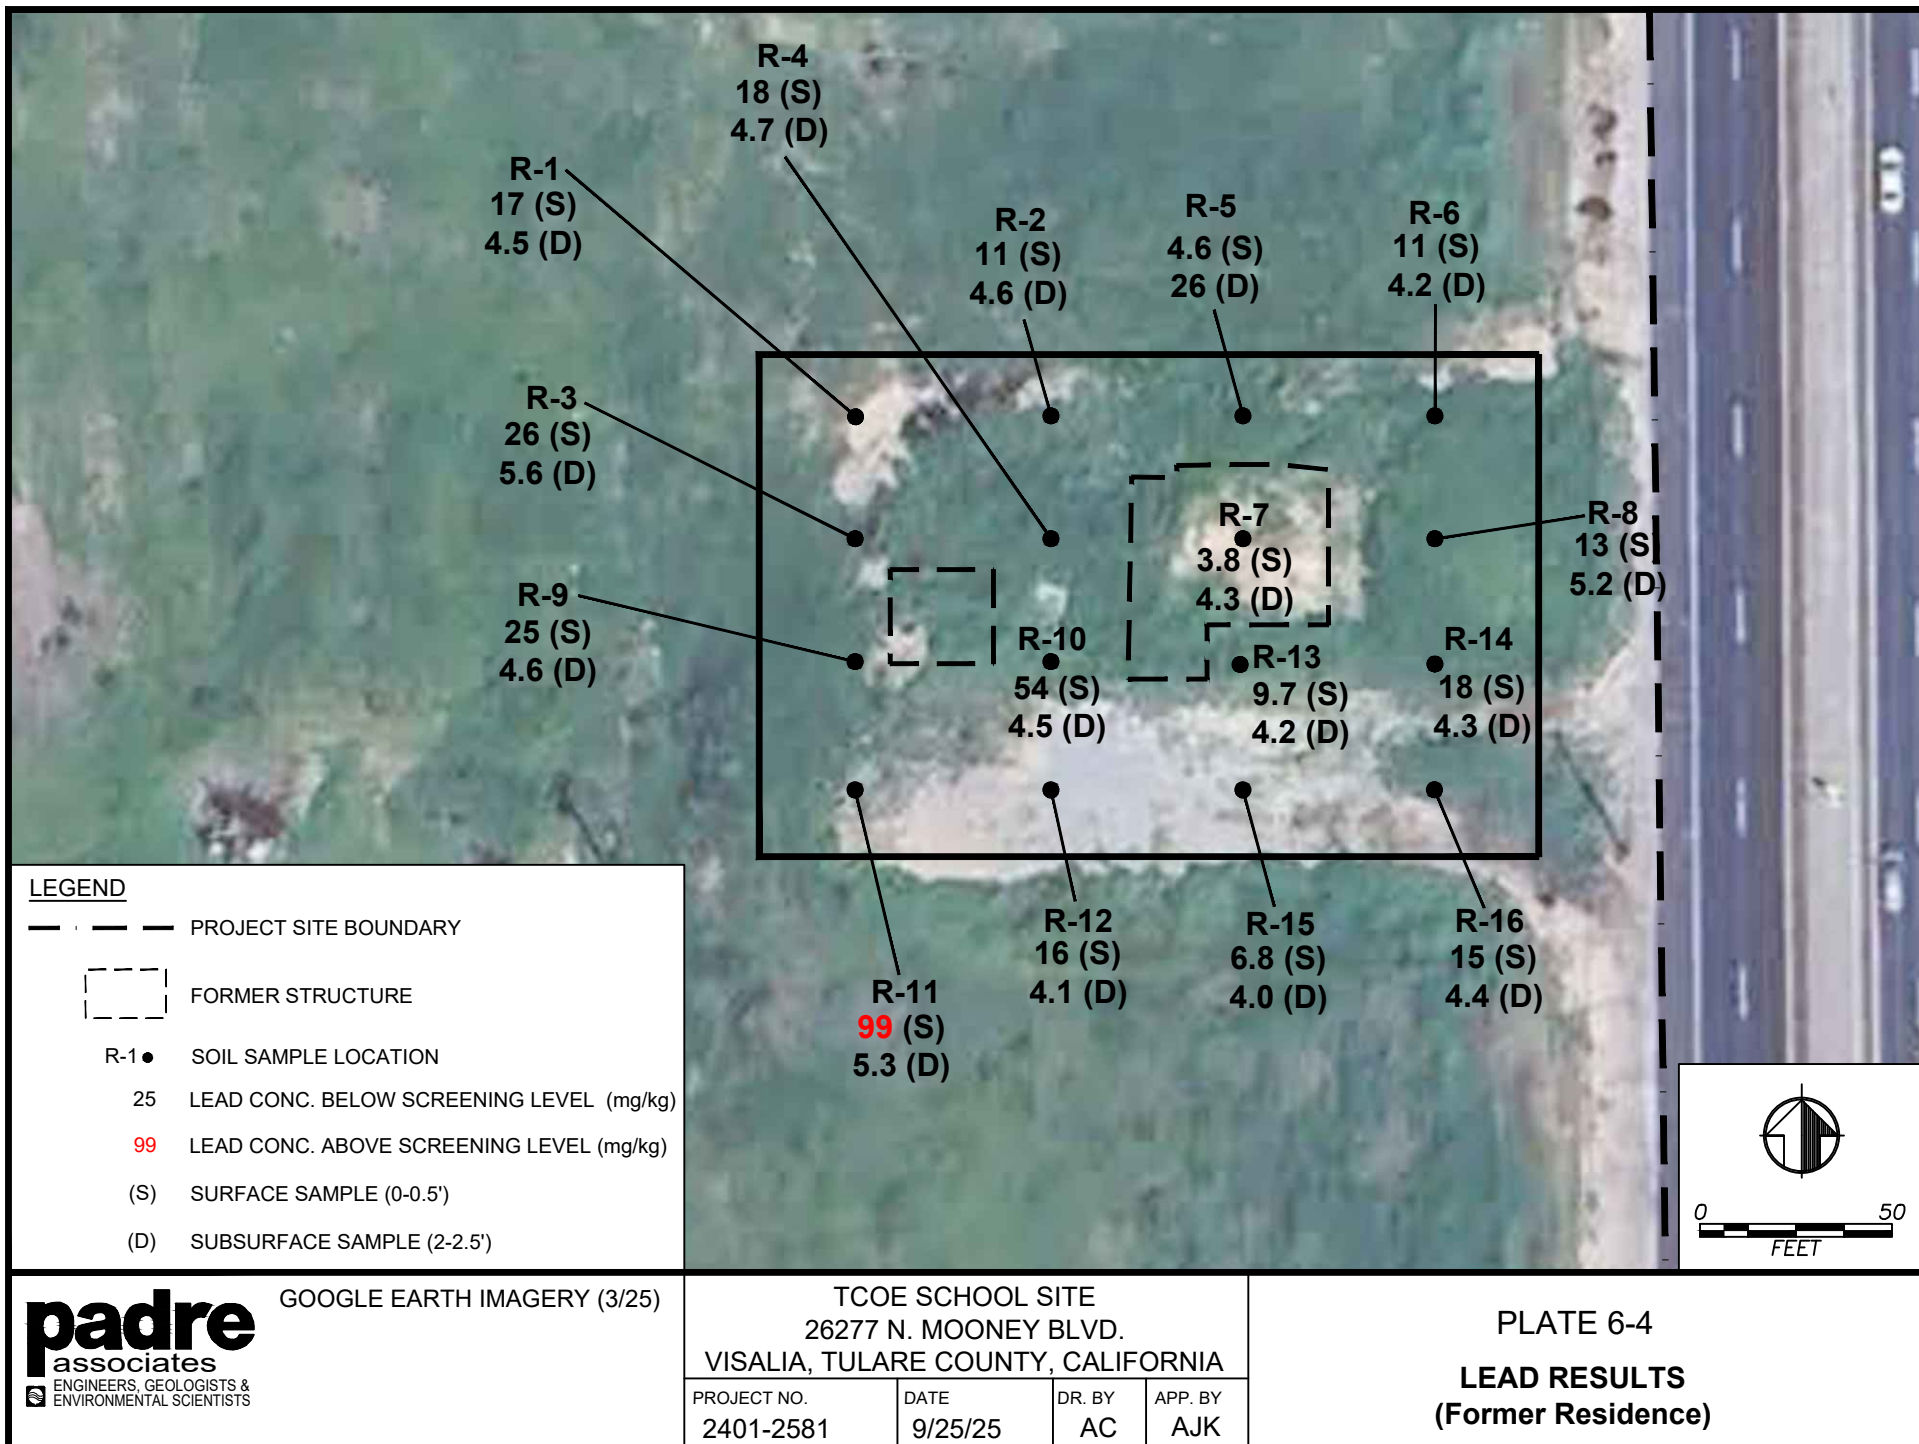 R-4
18 (S)
4.7 (D)
R-1
17 (S)
4.5 (D)
R-2
11 (S)
4.6 (D)
R-5
4.6 (S)
26 (D)
R-6
11 (S)
4.2 (D)
R-3
26 (S)
5.6 (D)
R-7
3.8 (S)
4.3 (D)
R-8
13 (S)
5.2 (D)
R-9
25 (S)
4.6 (D)
R-10
54 (S)
4.5 (D)
R-13
9.7 (S)
4.2 (D)
R-14
18 (S)
4.3 (D)
R-11
99 (S)
5.3 (D)
R-12
16 (S)
4.1 (D)
R-15
6.8 (S)
4.0 (D)
R-16
15 (S)
4.4 (D)
LEGEND
PROJECT SITE BOUNDARY
FORMER STRUCTURE
R-1 SOIL SAMPLE LOCATION
25 LEAD CONC. BELOW SCREENING LEVEL (mg/kg)
99 LEAD CONC. ABOVE SCREENING LEVEL (mg/kg)
(S) SURFACE SAMPLE (0-0.5')
(D) SUBSURFACE SAMPLE (2-2.5')
0 50
FEET
padre
associates
ENGINEERS, GEOLOGISTS &
ENVIRONMENTAL SCIENTISTS
GOOGLE EARTH IMAGERY (3/25)
TCOE SCHOOL SITE
26277 N. MOONEY BLVD.
VISALIA, TULARE COUNTY, CALIFORNIA
PROJECT NO.
2401-2581
DATE
9/25/25
DR. BY
AC
APP. BY
AJK
PLATE 6-4
LEAD RESULTS
(Former Residence)